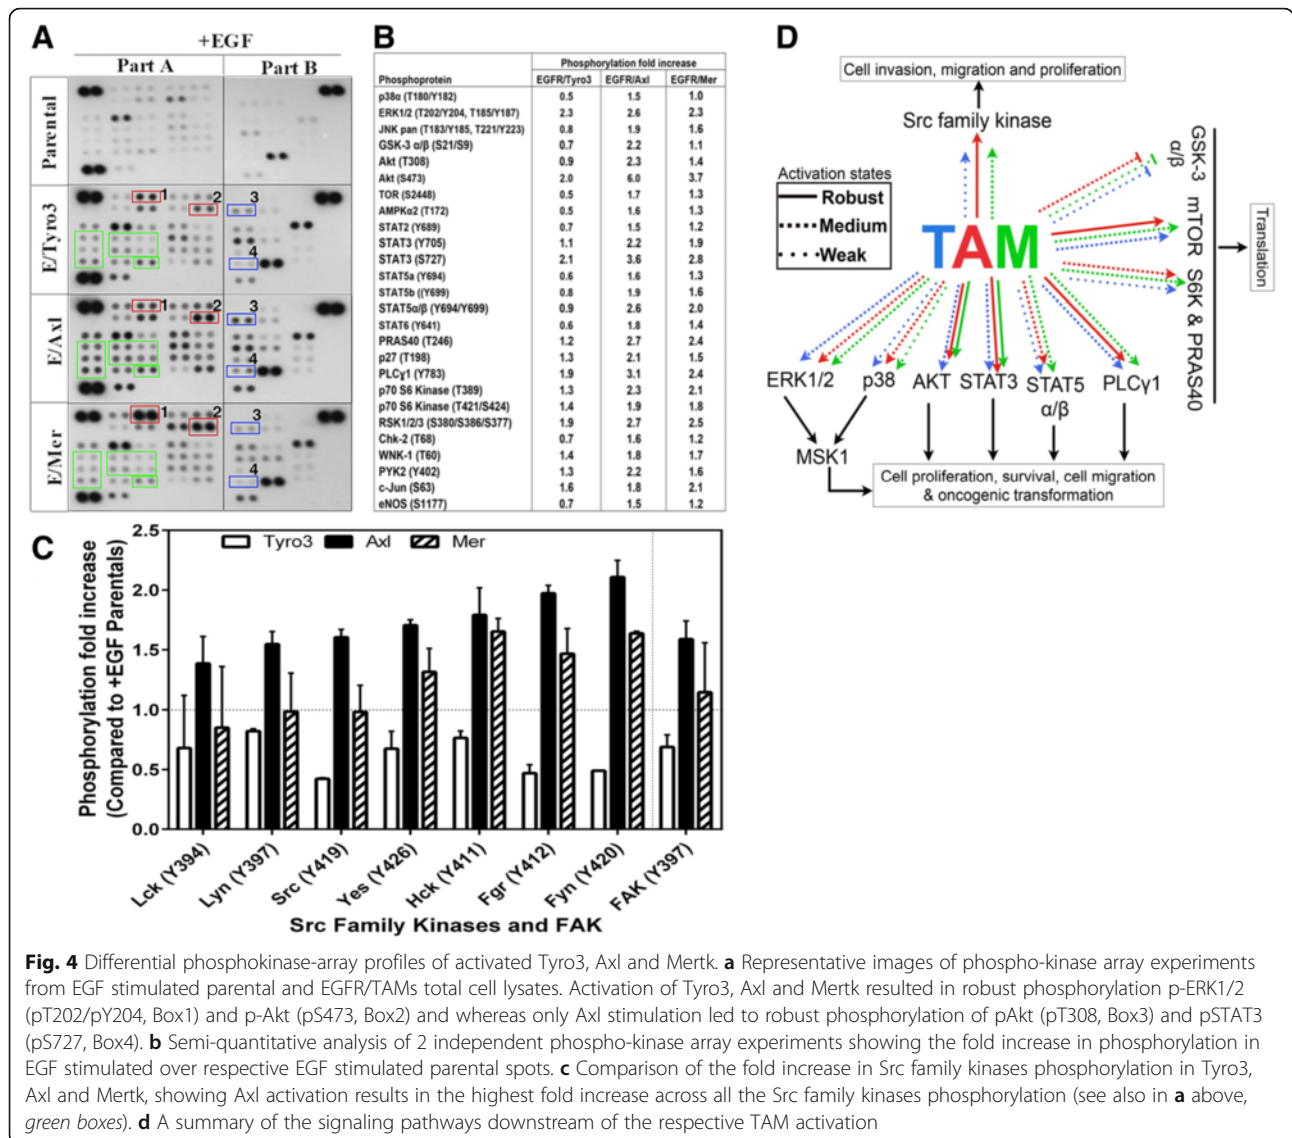 A
+EGF
Part A
Part B
Parental
E/Tyro3
1
2
3
4
E/Axl
1
2
3
4
E/Mer
1
2
3
4
B
Phosphorylation fold increase
Phosphoprotein EGFR/Tyro3 EGFR/Axl EGFR/Mer
p38α (T180/Y182) 0.5 1.5 1.0
ERK1/2 (T202/Y204, T185/Y187) 2.3 2.6 2.3
JNK pan (T183/Y185, T221/Y223) 0.8 1.9 1.6
GSK-3 α/β (S21/S9) 0.7 2.2 1.1
Akt (T308) 0.9 2.3 1.4
Akt (S473) 2.0 6.0 3.7
TOR (S2448) 0.5 1.7 1.3
AMPKα2 (T172) 0.5 1.6 1.3
STAT2 (Y689) 0.7 1.5 1.2
STAT3 (Y705) 1.1 2.2 1.9
STAT3 (S727) 2.1 3.6 2.8
STAT5a (Y694) 0.6 1.6 1.3
STAT5b ((Y699) 0.8 1.9 1.6
STAT5α/β (Y694/Y699) 0.9 2.6 2.0
STAT6 (Y641) 0.6 1.8 1.4
PRAS40 (T246) 1.2 2.7 2.4
p27 (T198) 1.3 2.1 1.5
PLCγ1 (Y783) 1.9 3.1 2.4
p70 S6 Kinase (T389) 1.3 2.3 2.1
p70 S6 Kinase (T421/S424) 1.4 1.9 1.8
RSK1/2/3 (S380/S386/S377) 1.9 2.7 2.5
Chk-2 (T68) 0.7 1.6 1.2
WNK-1 (T60) 1.4 1.8 1.7
PYK2 (Y402) 1.3 2.2 1.6
c-Jun (S63) 1.6 1.8 2.1
eNOS (S1177) 0.7 1.5 1.2
D
Cell invasion, migration and proliferation
Src family kinase
Activation states
Robust
Medium
Weak
TAM
GSK-3
α/β
mTOR
S6K & PRAS40
Translation
ERK1/2
p38
AKT
STAT3
STAT5
α/β
PLCγ1
MSK1
Cell proliferation, survival, cell migration
& oncogenic transformation
C
Phosphorylation fold increase
(Compared to +EGF Parentals)
2.5
2.0
1.5
1.0
0.5
0.0
Tyro3
Axl
Mer
Lck (Y394)
Lyn (Y397)
Src (Y419)
Yes (Y426)
Hck (Y411)
Fgr (Y412)
Fyn (Y420)
FAK (Y397)
Src Family Kinases and FAK
Fig. 4 Differential phosphokinase-array profiles of activated Tyro3, Axl and Mertk. a Representative images of phospho-kinase array experiments
from EGF stimulated parental and EGFR/TAMs total cell lysates. Activation of Tyro3, Axl and Mertk resulted in robust phosphorylation p-ERK1/2
(pT202/pY204, Box1) and p-Akt (pS473, Box2) and whereas only Axl stimulation led to robust phosphorylation of pAkt (pT308, Box3) and pSTAT3
(pS727, Box4). b Semi-quantitative analysis of 2 independent phospho-kinase array experiments showing the fold increase in phosphorylation in
EGF stimulated over respective EGF stimulated parental spots. c Comparison of the fold increase in Src family kinases phosphorylation in Tyro3,
Axl and Mertk, showing Axl activation results in the highest fold increase across all the Src family kinases phosphorylation (see also in a above,
green boxes). d A summary of the signaling pathways downstream of the respective TAM activation